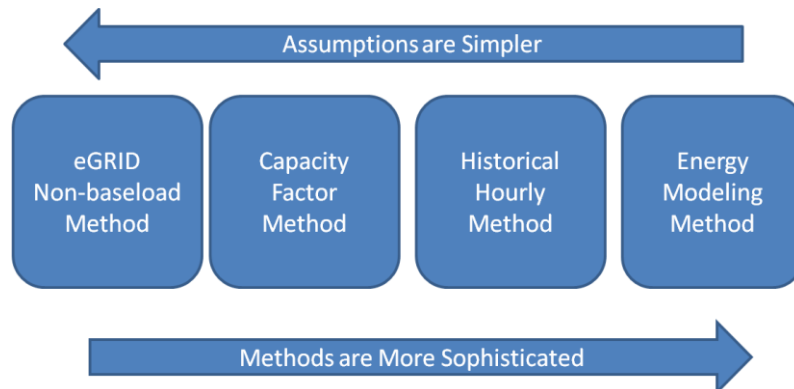 Assumptions are Simpler
eGRID
Non-baseload
Method
Capacity
Factor
Method
Historical
Hourly
Method
Energy
Modeling
Method
Methods are More Sophisticated